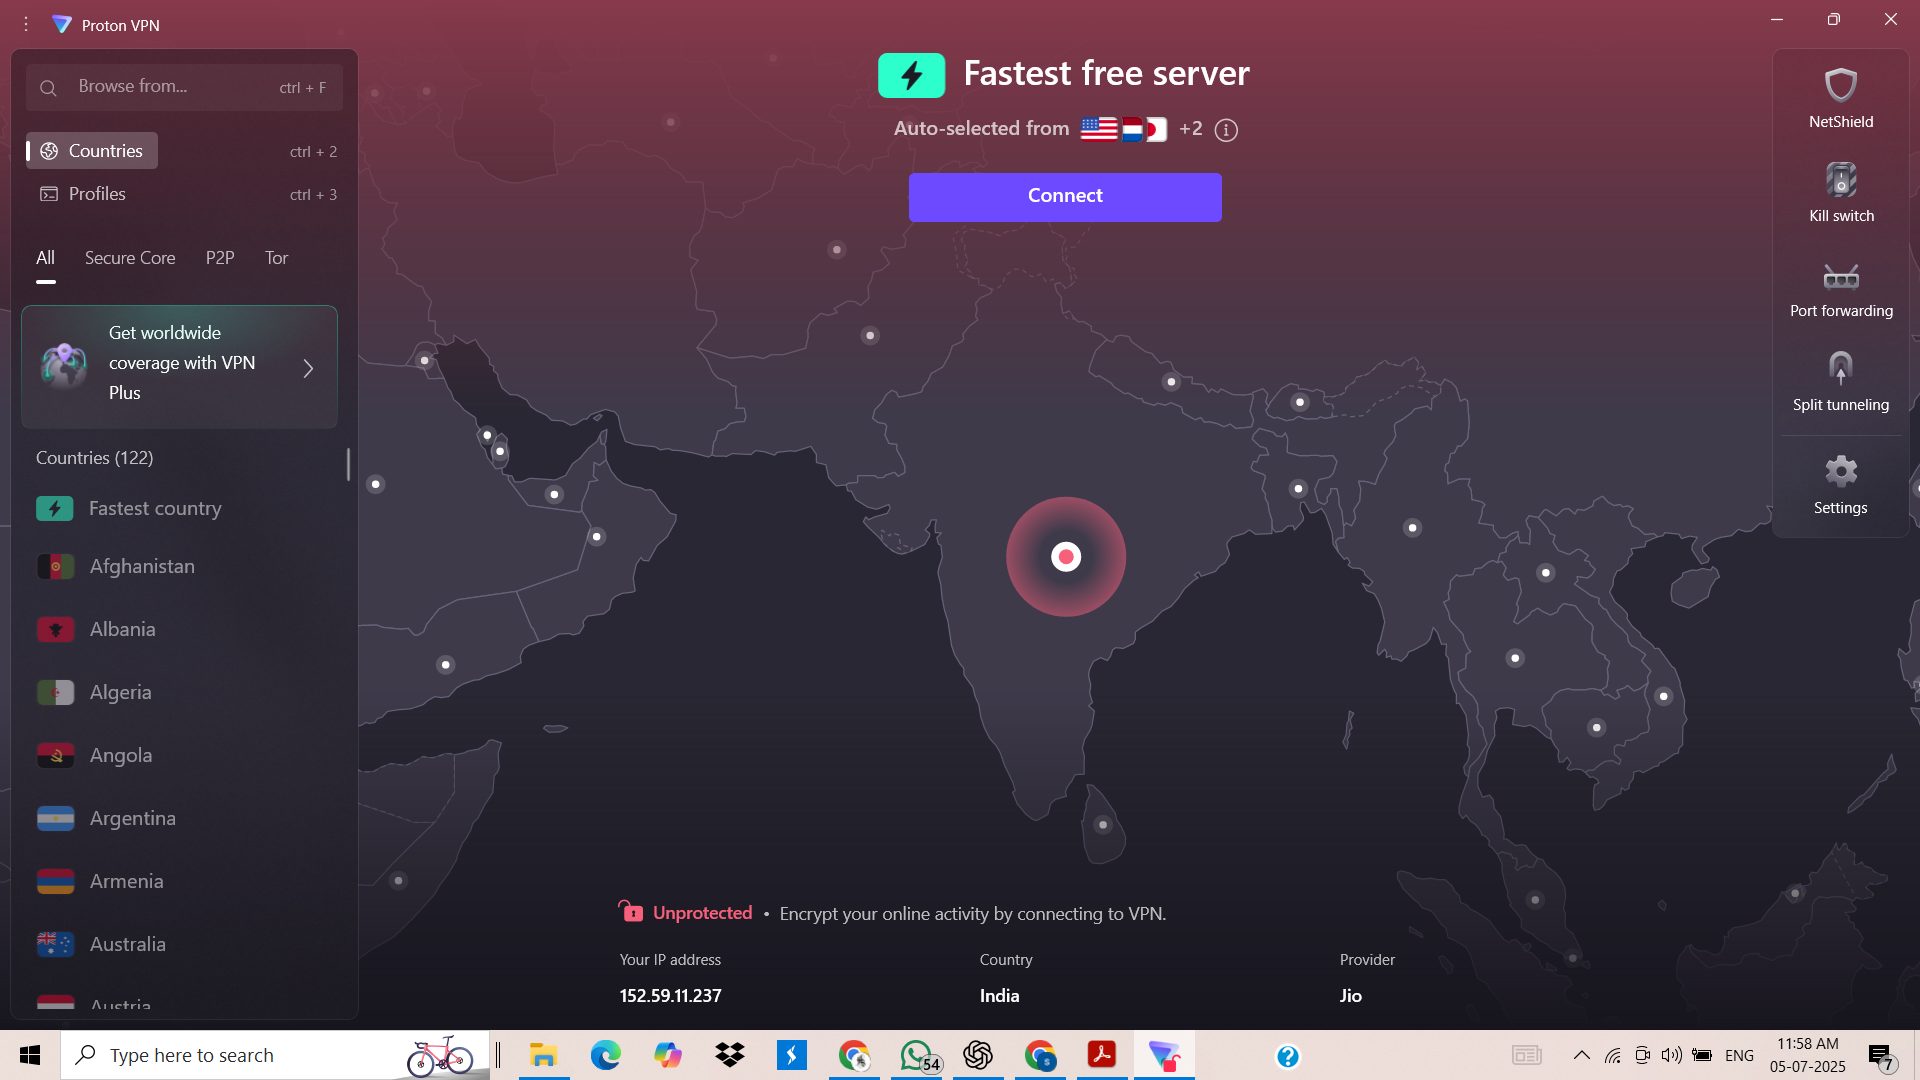 Proton VPN
Browse from...
ctrl + F
Countries
ctrl + 2
Profiles
ctrl + 3
All
Secure Core
P2P
Tor
Get worldwide
coverage with VPN
Plus
Countries (122)
Fastest country
Afghanistan
Albania
Algeria
Angola
Argentina
Armenia
Australia
Austria
Fastest free server
Auto-selected from
+2
Connect
NetShield
Kill switch
Port forwarding
Split tunneling
Settings
Unprotected • Encrypt your online activity by connecting to VPN.
Your IP address
Country
Provider
152.59.11.237
India
Jio
Type here to search
54
ENG
11:58 AM
05-07-2025
7